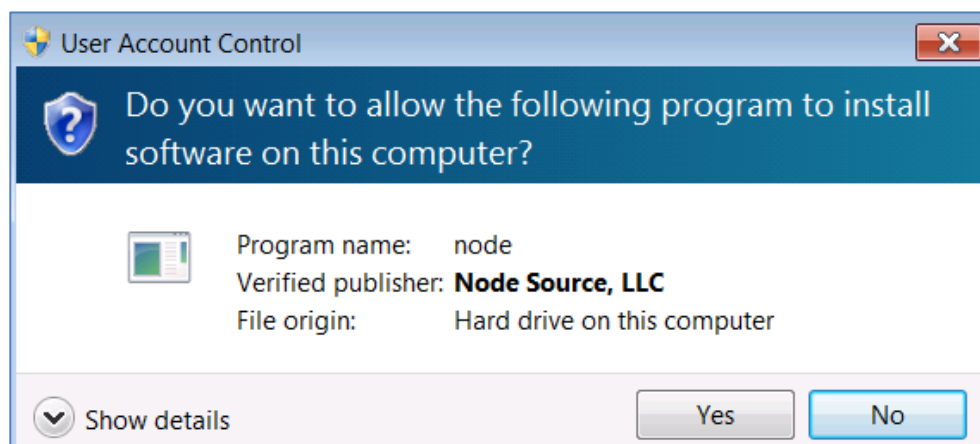 User Account Control
Do you want to allow the following program to install
software on this computer?
Program name: node
Verified publisher: Node Source, LLC
File origin: Hard drive on this computer
Show details
Yes
No